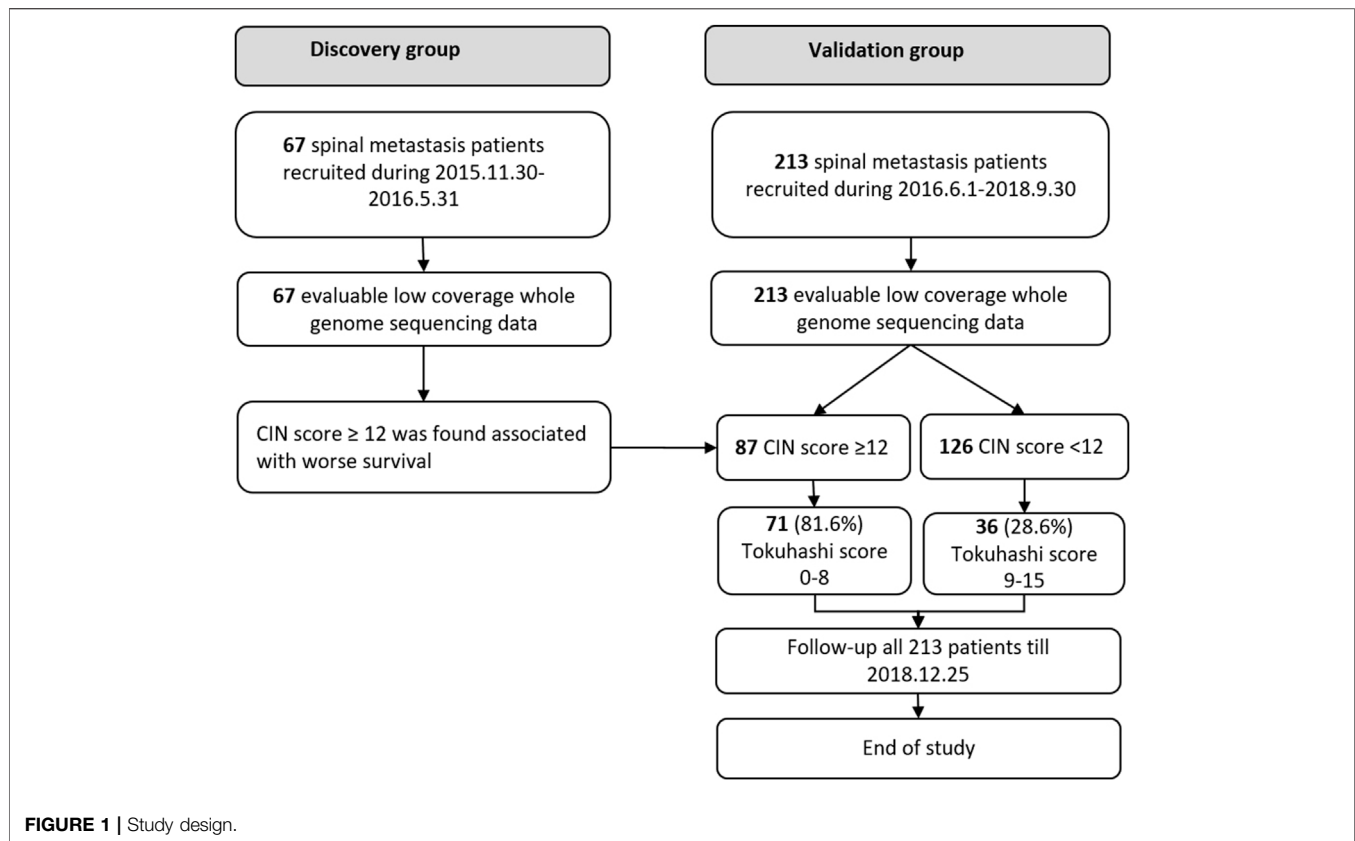 Discovery group
Validation group
67 spinal metastasis patients
recruited during 2015.11.30-
2016.5.31
213 spinal metastasis patients
recruited during 2016.6.1-2018.9.30
67 evaluable low coverage whole
genome sequencing data
213 evaluable low coverage whole
genome sequencing data
CIN score ≥ 12 was found associated
with worse survival
87 CIN score ≥12
126 CIN score <12
71 (81.6%)
Tokuhashi score
0-8
36 (28.6%)
Tokuhashi score
9-15
Follow-up all 213 patients till
2018.12.25
End of study
FIGURE 1 | Study design.